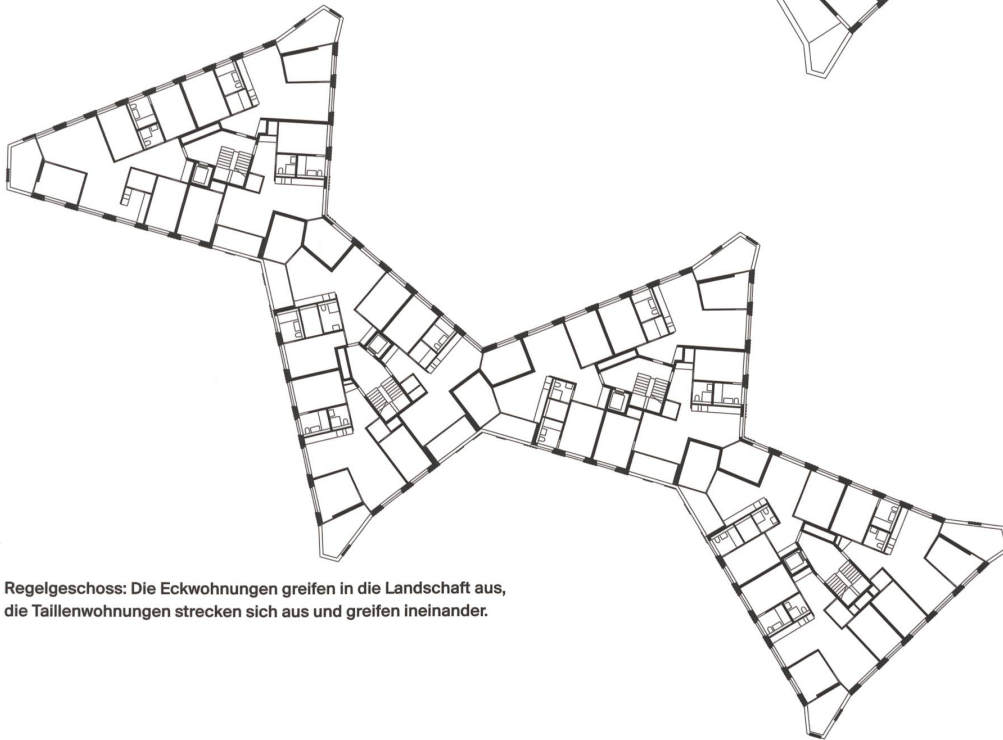 Regelgeschoss: Die Eckwohnungen greifen in die Landschaft aus,
die Taillenwohnungen strecken sich aus und greifen ineinander.